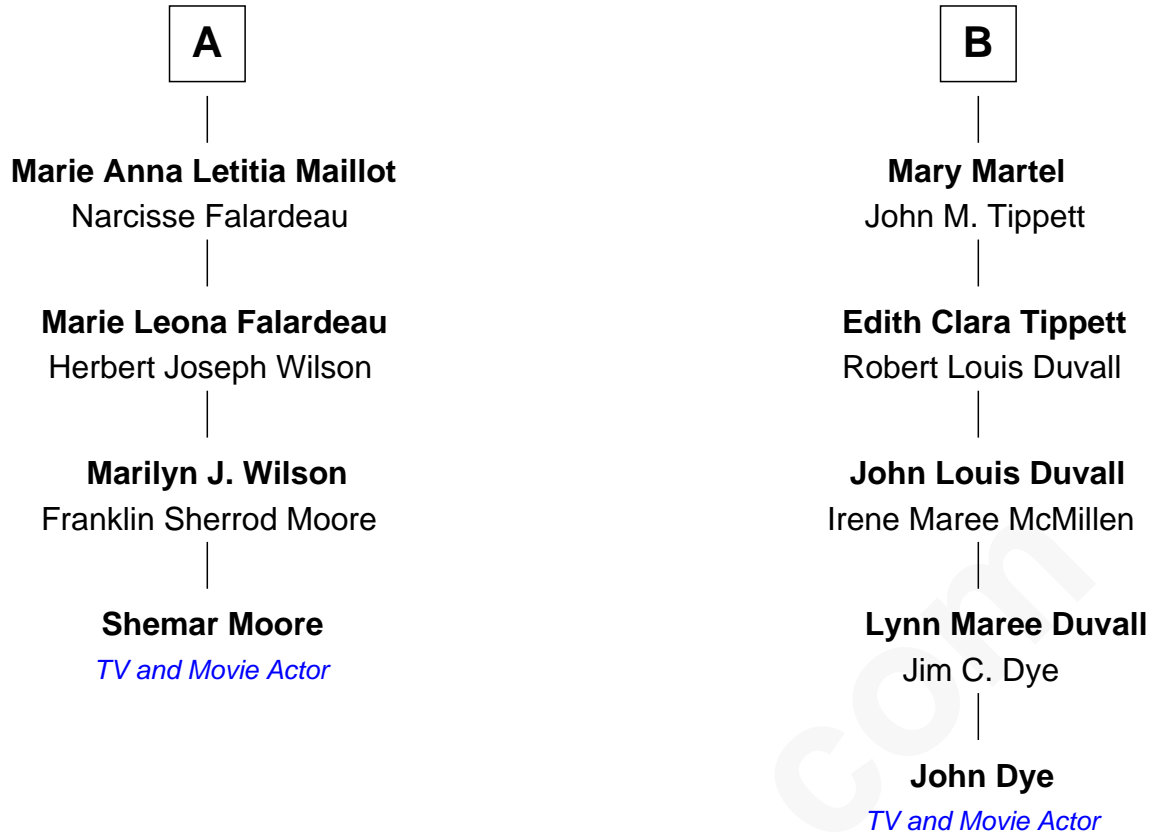 A
Marie Anna Letitia Maillot
Narcisse Falardeau
Marie Leona Falardeau
Herbert Joseph Wilson
Marilyn J. Wilson
Franklin Sherrod Moore
Shemar Moore
TV and Movie Actor
B
Mary Martel
John M. Tippett
Edith Clara Tippett
Robert Louis Duvall
John Louis Duvall
Irene Maree McMillen
Lynn Maree Duvall
Jim C. Dye
John Dye
TV and Movie Actor
com